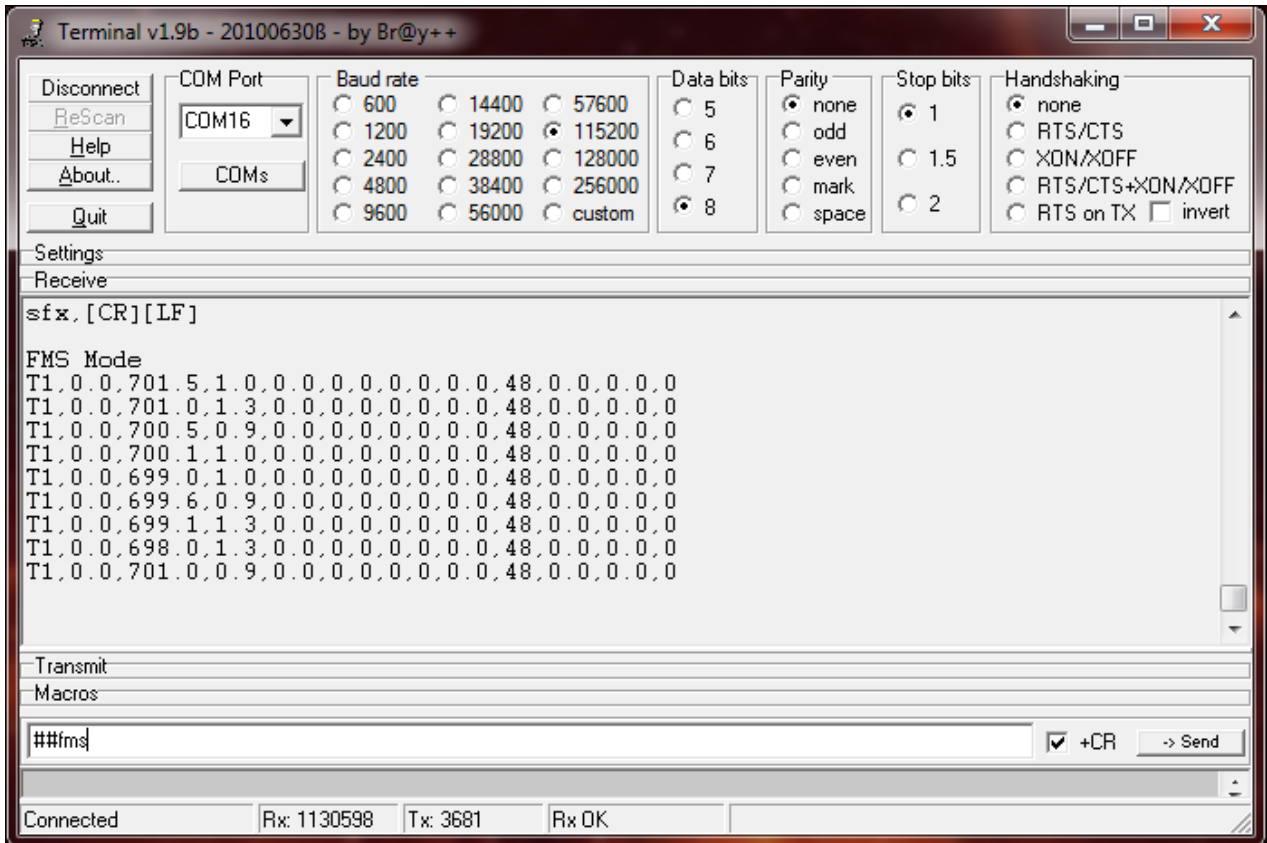 Terminal v1.9b - 20100630ß - by Br@y++
Disconnect
ReScan
Help
About..
Quit
COM Port
COM16
COMs
Baud rate
600 14400 57600
1200 19200 115200
2400 28800 128000
4800 38400 256000
9600 56000 custom
Data bits
5
6
7
8
Parity
none
odd
even
mark
space
Stop bits
1
1.5
2
Handshaking
none
RTS/CTS
XON/XOFF
RTS/CTS+XON/XOFF
RTS on TX invert
Settings
Receive
sfx,[CR][LF]
FMS Mode
T1,0.0,701.5,1.0,0.0,0,0,0,0,0.0,48,0.0,0.0,0
T1,0.0,701.0,1.3,0.0,0,0,0,0,0.0,48,0.0,0.0,0
T1,0.0,700.5,0.9,0.0,0,0,0,0,0.0,48,0.0,0.0,0
T1,0.0,700.1,1.0,0.0,0,0,0,0,0.0,48,0.0,0.0,0
T1,0.0,699.0,1.0,0.0,0,0,0,0,0.0,48,0.0,0.0,0
T1,0.0,699.6,0.9,0.0,0,0,0,0,0.0,48,0.0,0.0,0
T1,0.0,699.1,1.3,0.0,0,0,0,0,0.0,48,0.0,0.0,0
T1,0.0,698.0,1.3,0.0,0,0,0,0,0.0,48,0.0,0.0,0
T1,0.0,701.0,0.9,0.0,0,0,0,0,0.0,48,0.0,0.0,0
Transmit
Macros
##fms
+CR
-> Send
Connected Rx: 1130598 Tx: 3681 Rx OK